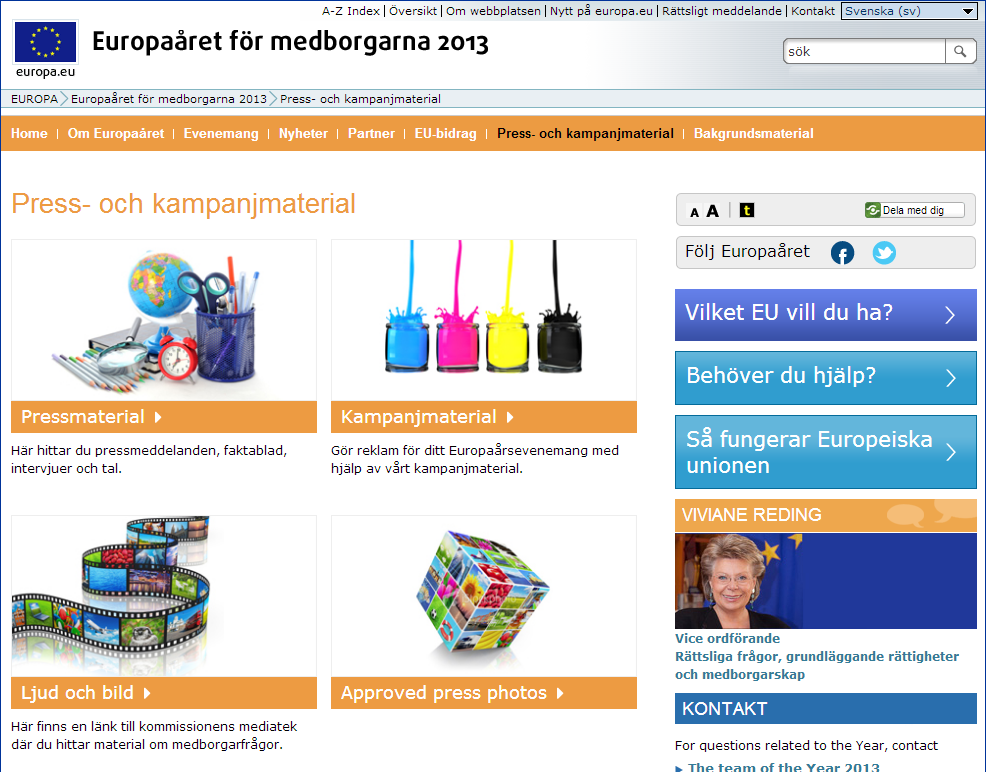 A-Z Index | Översikt | Om webbplatsen | Nytt på europa.eu | Rättsligt meddelande | Kontakt
Svenska (sv)
Europaåret för medborgarna 2013
europa.eu
sök
EUROPA
Europaåret för medborgarna 2013
Press- och kampanjmaterial
Home | Om Europaåret | Evenemang | Nyheter | Partner | EU-bidrag | Press- och kampanjmaterial | Bakgrundsmaterial
Press- och kampanjmaterial
Pressmaterial
Här hittar du pressmeddelanden, faktablad,
intervjuer och tal.
Kampanjmaterial
Gör reklam för ditt Europaårsevenemang med
hjälp av vårt kampanjmaterial.
Ljud och bild
Här finns en länk till kommissionens mediatek
där du hittar material om medborgarfrågor.
Approved press photos
A A | t
Dela med dig
Följ Europaåret
Vilket EU vill du ha?
Behöver du hjälp?
Så fungerar Europeiska
unionen
VIVIANE REDING
Vice ordförande
Rättsliga frågor, grundläggande rättigheter
och medborgarskap
KONTAKT
For questions related to the Year, contact
The team of the Year 2013